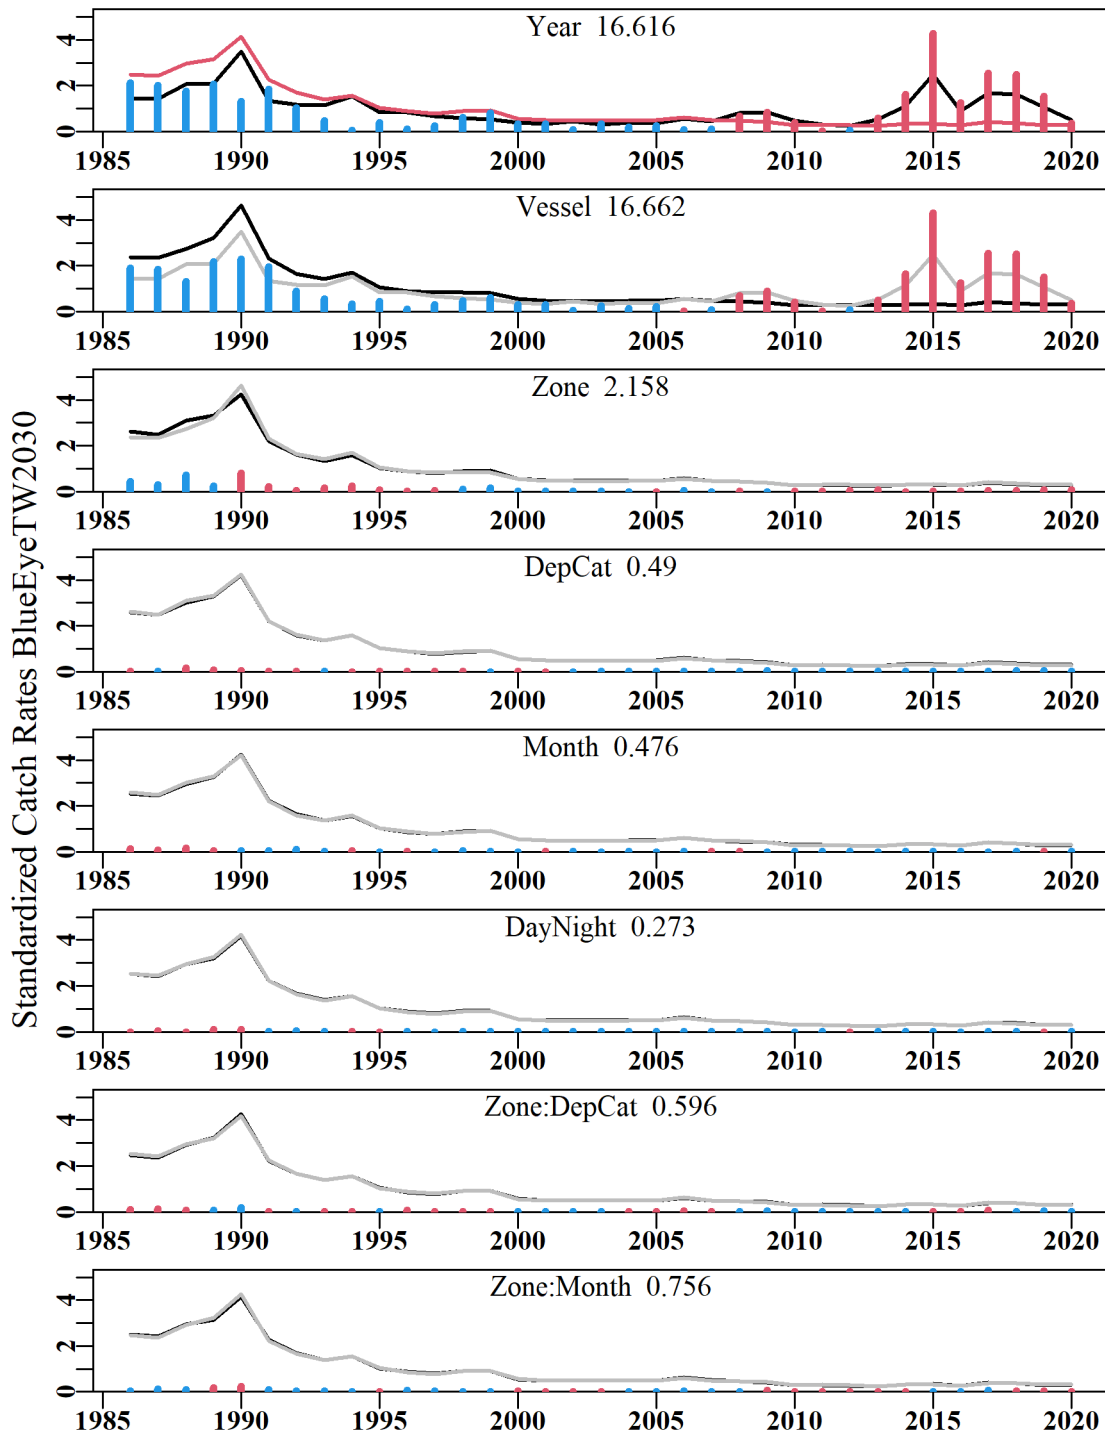 Standardized Catch Rates BlueEyeTW2030
Year 16.616
0 2 4
1985 1990 1995 2000 2005 2010 2015 2020
Vessel 16.662
0 2 4
1985 1990 1995 2000 2005 2010 2015 2020
Zone 2.158
0 2 4
1985 1990 1995 2000 2005 2010 2015 2020
DepCat 0.49
0 2 4
1985 1990 1995 2000 2005 2010 2015 2020
Month 0.476
0 2 4
1985 1990 1995 2000 2005 2010 2015 2020
DayNight 0.273
0 2 4
1985 1990 1995 2000 2005 2010 2015 2020
Zone:DepCat 0.596
0 2 4
1985 1990 1995 2000 2005 2010 2015 2020
Zone:Month 0.756
0 2 4
1985 1990 1995 2000 2005 2010 2015 2020